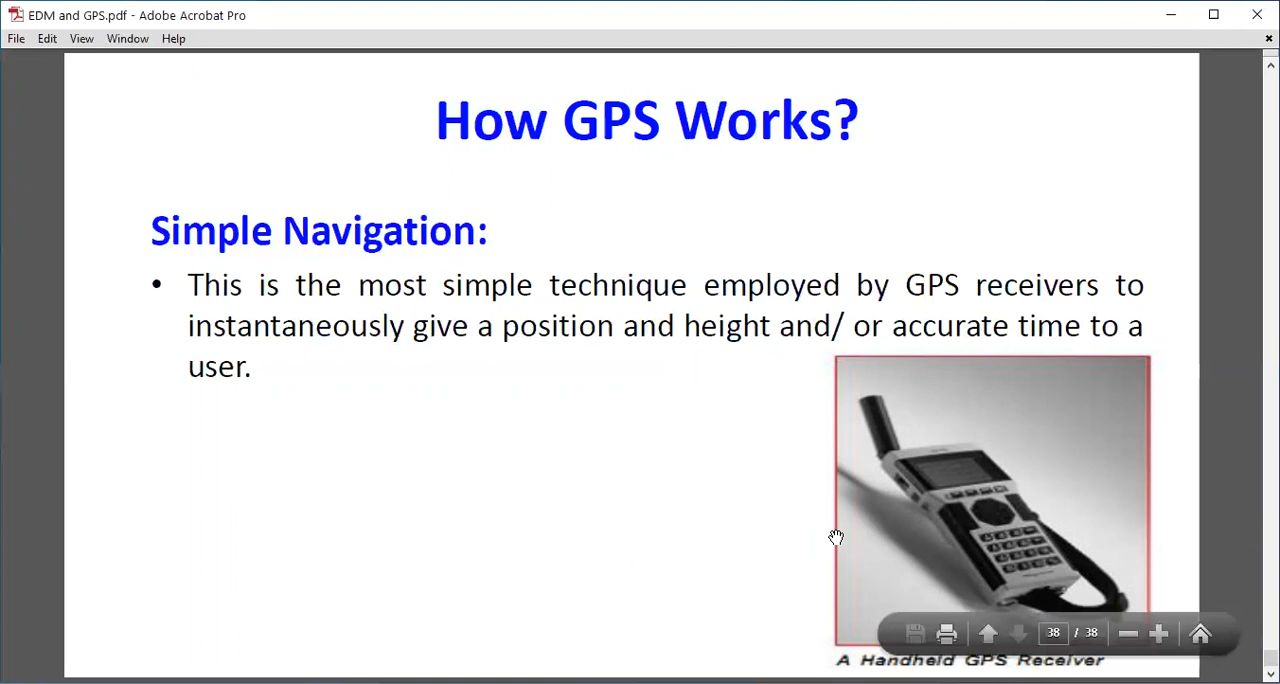 EDM and GPS.pdf - Adobe Acrobat Pro
File Edit View Window Help
How GPS Works?
Simple Navigation:
• This is the most simple technique employed by GPS receivers to
instantaneously give a position and height and/ or accurate time to a
user.
38 / 38
A Handheld GPS Receiver